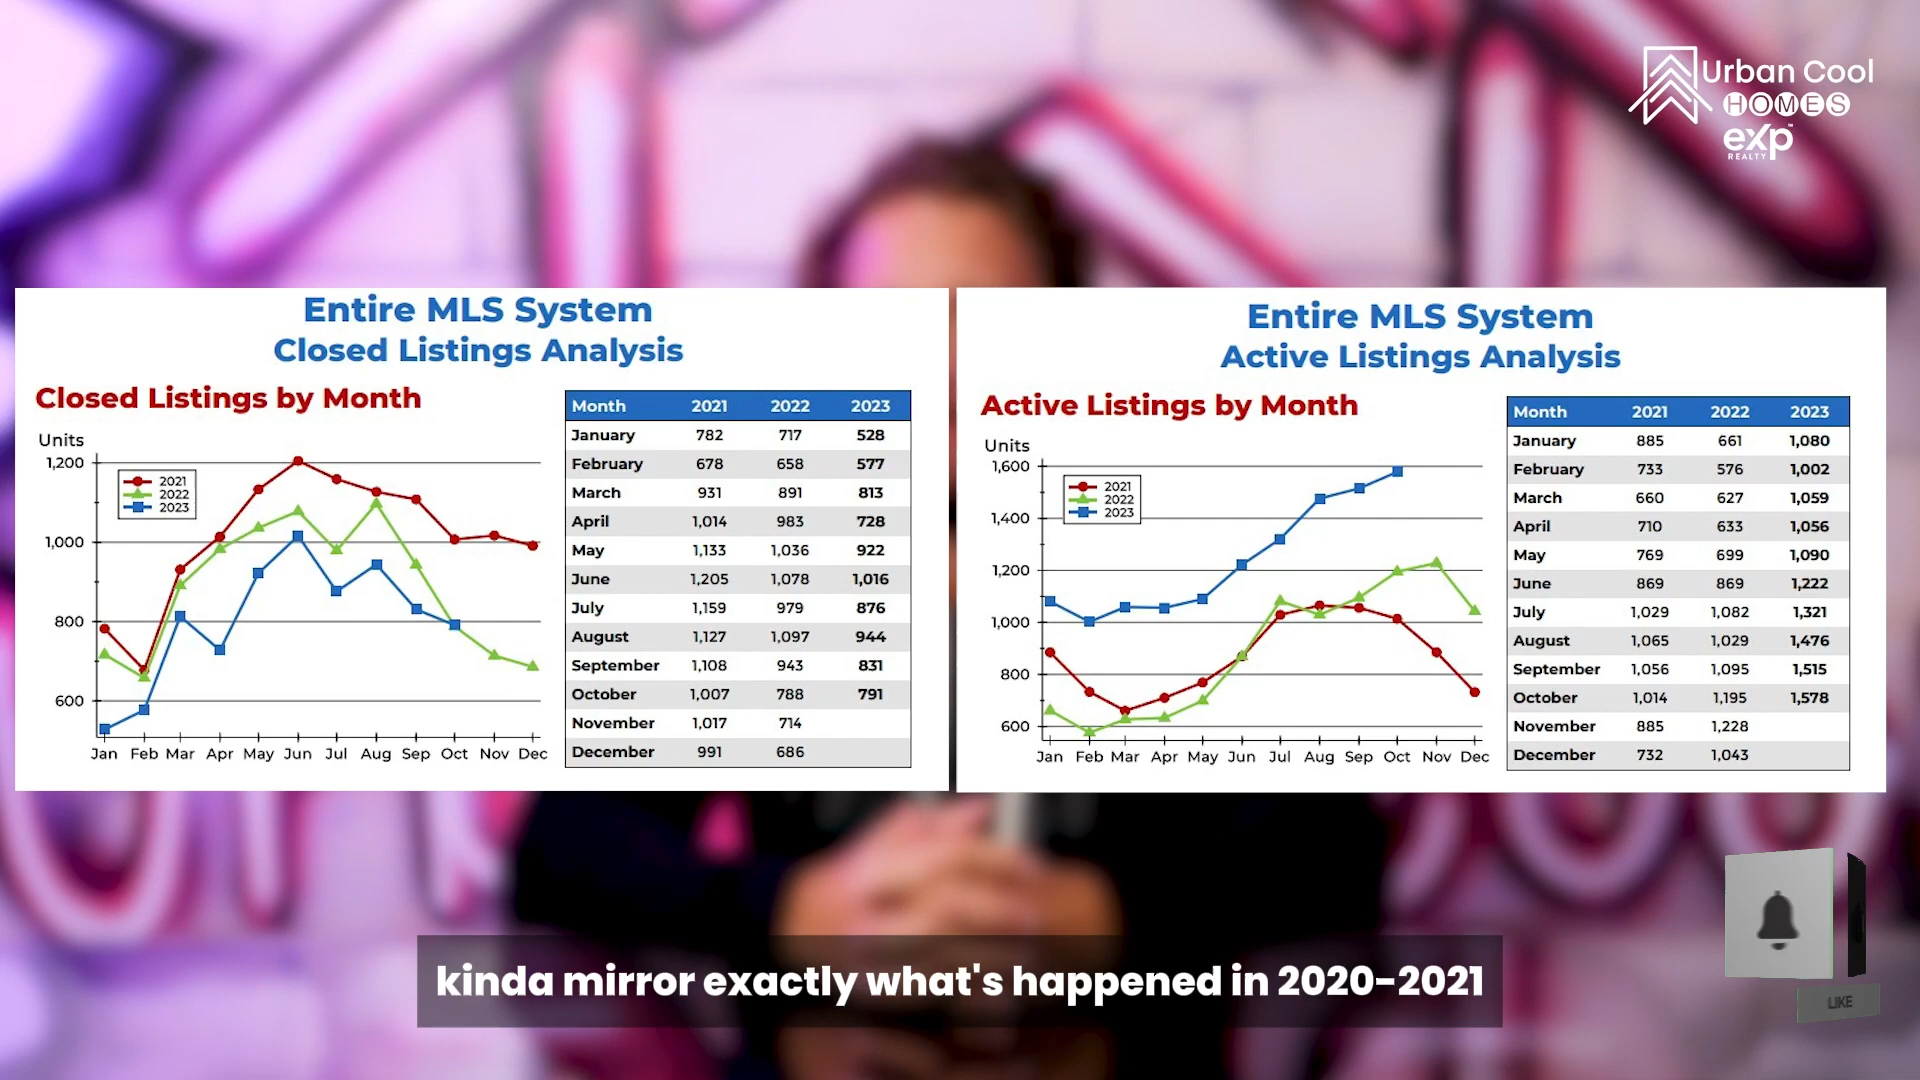 Urban Cool
HOMES
exp
REALTY
Entire MLS System
Closed Listings Analysis
Closed Listings by Month
Units
1,200
1,000
800
600
2021
2022
2023
Jan Feb Mar Apr May Jun Jul Aug Sep Oct Nov Dec
Month 2021 2022 2023
January 782 717 528
February 678 658 577
March 931 891 813
April 1,014 983 728
May 1,133 1,036 922
June 1,205 1,078 1,016
July 1,159 979 876
August 1,127 1,097 944
September 1,108 943 831
October 1,007 788 791
November 1,017 714
December 991 686
Entire MLS System
Active Listings Analysis
Active Listings by Month
Units
1,600
1,400
1,200
1,000
800
600
2021
2022
2023
Jan Feb Mar Apr May Jun Jul Aug Sep Oct Nov Dec
Month 2021 2022 2023
January 885 661 1,080
February 733 576 1,002
March 660 627 1,059
April 710 633 1,056
May 769 699 1,090
June 869 869 1,222
July 1,029 1,082 1,321
August 1,065 1,029 1,476
September 1,056 1,095 1,515
October 1,014 1,195 1,578
November 885 1,228
December 732 1,043
kinda mirror exactly what's happened in 2020-2021
LIKE